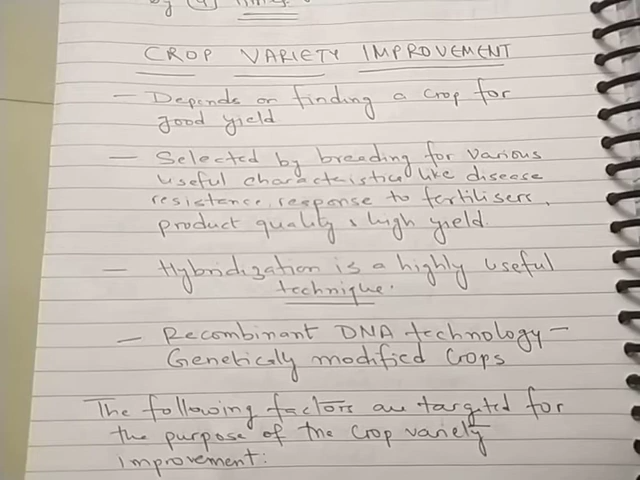 CROP VARIETY IMPROVEMENT
- Depends on finding a crop for
good yield
- Selected by breading for various
useful characteristics like disease
resistance, response to fertilisers,
product quality & high yield.
- Hybridization is a highly useful
technique.
- Recombinant DNA technology -
Geneticaly modified Crops
The following factors are targeted for
the purpose of the Crop variety
improvement: